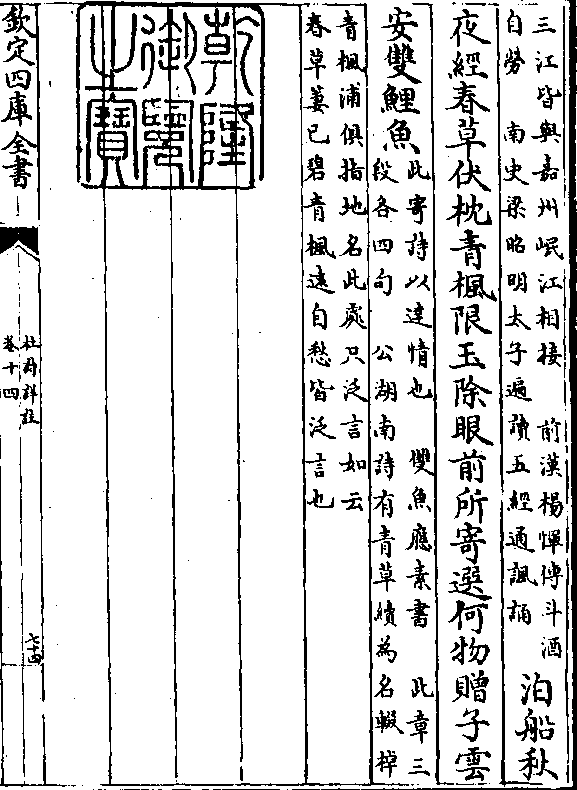 三江皆與嘉州岷江相接　前漢楊惲傳斗酒
自勞　南史梁昭明太子遍讀五經通諷誦
泊船秋
夜經春草伏枕青楓限玉除眼前所寄選何物贈子雲
安雙鯉魚
此寄詩以達情也　雙魚應素書　此章三
段各四句　公湖南詩有青草續為名輟棹
青楓浦俱指地名此處只泛言如云
春草萋已碧青楓遠自愁皆泛言也
乾隆
御覽
之寶
欽定四庫全書
杜詩詳註
卷十四
七十四